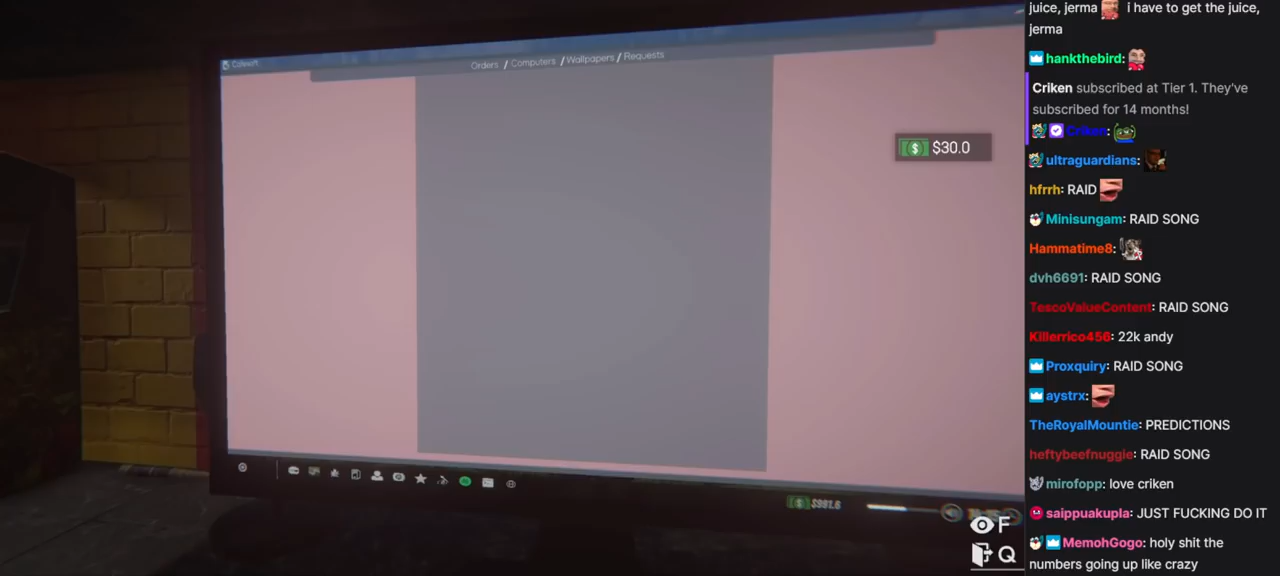 Orders / Computers / Wallpapers / Requests
$30.0
$981.6
F
Q
juice, jerma i have to get the juice,
jerma
hankthebird:
Criken subscribed at Tier 1. They've
subscribed for 14 months!
Criken:
ultraguardians:
hfrrh: RAID
Minisungam: RAID SONG
Hammatime8:
dvh6691: RAID SONG
TescoValueContent: RAID SONG
Killerrico456: 22k andy
Proxquiry: RAID SONG
aystrx:
TheRoyalMountie: PREDICTIONS
heftybeefnuggie: RAID SONG
mirofopp: love criken
saippuakupla: JUST FUCKING DO IT
MemohGogo: holy shit the
numbers going up like crazy